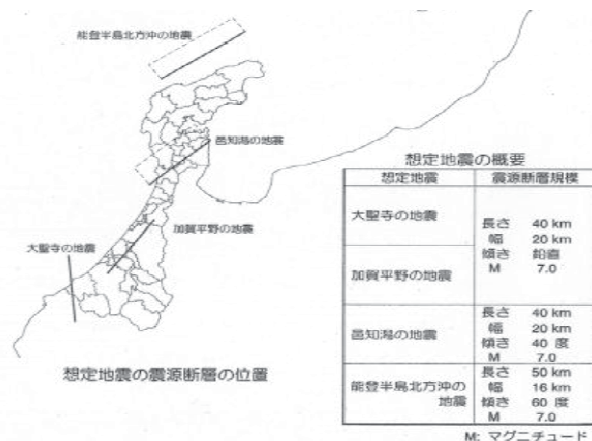 能登半島北方沖の地震
邑知潟の地震
加賀平野の地震
大聖寺の地震
想定地震の震源断層の位置
想定地震の概要
想定地震 震源断層規模
大聖寺の地震
加賀平野の地震
長さ 40 km
幅 20 km
傾き 鉛直
M 7.0
邑知潟の地震
長さ 40 km
幅 20 km
傾き 40 度
M 7.0
能登半島北方沖の
地震
長さ 50 km
幅 16 km
傾き 60 度
M 7.0
M: マグニチュード